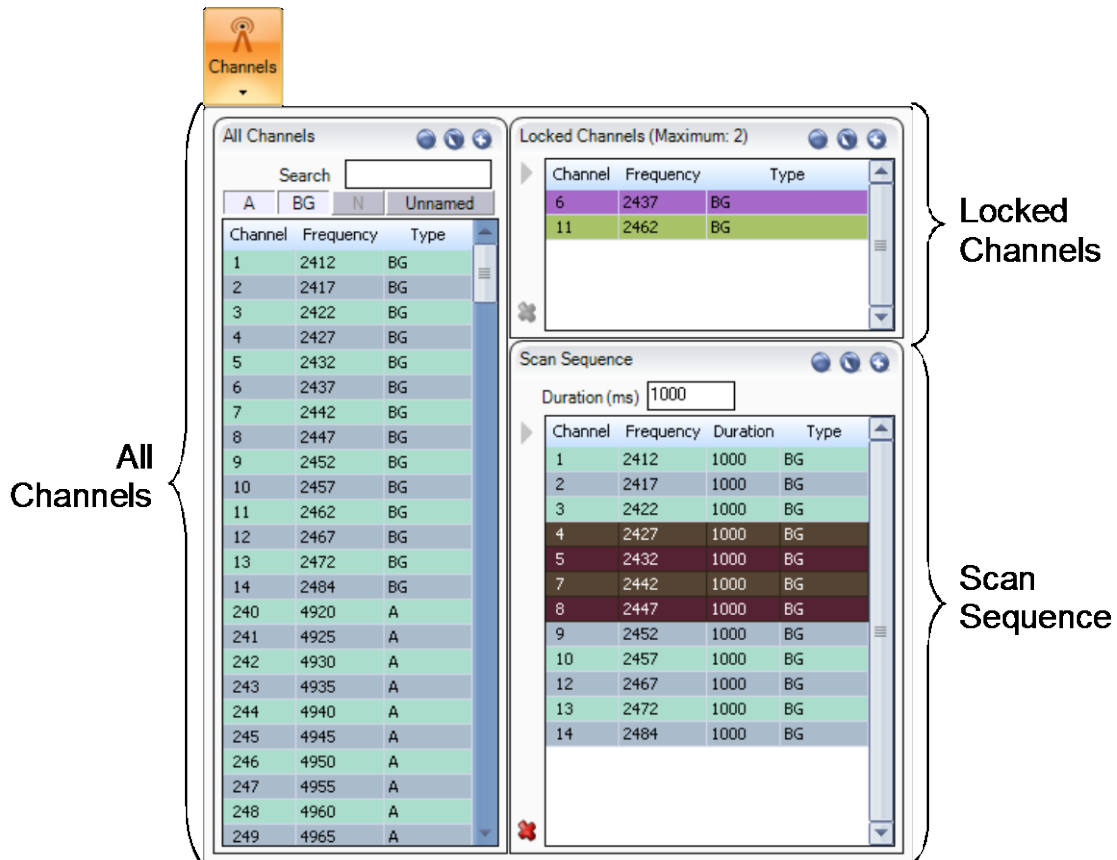 Channels
All Channels
Search
A BG N Unnamed
Channel Frequency Type
1 2412 BG
2 2417 BG
3 2422 BG
4 2427 BG
5 2432 BG
6 2437 BG
7 2442 BG
8 2447 BG
9 2452 BG
10 2457 BG
11 2462 BG
12 2467 BG
13 2472 BG
14 2484 BG
240 4920 A
241 4925 A
242 4930 A
243 4935 A
244 4940 A
245 4945 A
246 4950 A
247 4955 A
248 4960 A
249 4965 A
Locked Channels (Maximum: 2)
Channel Frequency Type
6 2437 BG
11 2462 BG
Scan Sequence
Duration (ms) 1000
Channel Frequency Duration Type
1 2412 1000 BG
2 2417 1000 BG
3 2422 1000 BG
4 2427 1000 BG
5 2432 1000 BG
7 2442 1000 BG
8 2447 1000 BG
9 2452 1000 BG
10 2457 1000 BG
12 2467 1000 BG
13 2472 1000 BG
14 2484 1000 BG
All
Channels
Locked
Channels
Scan
Sequence